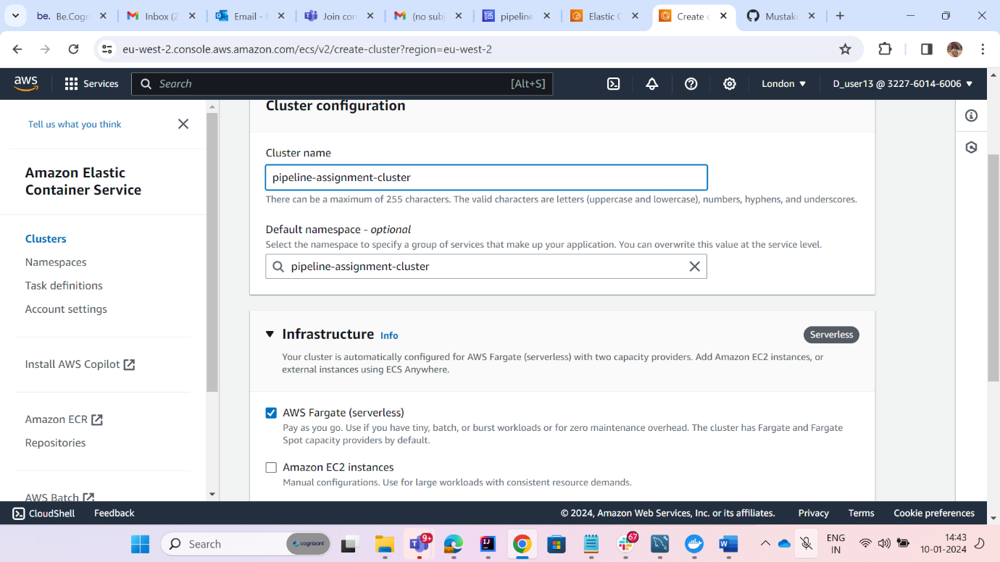 be. Be.Cogn
Inbox (2
Email -
Join con
(no subj
pipeline
Elastic C
Create c
Mustak
eu-west-2.console.aws.amazon.com/ecs/v2/create-cluster?region=eu-west-2
aws
Services
Search
[Alt+S]
London
D_user13 @ 3227-6014-6006
Tell us what you think
Amazon Elastic
Container Service
Clusters
Namespaces
Task definitions
Account settings
Install AWS Copilot
Amazon ECR
Repositories
AWS Batch
Cluster configuration
Cluster name
pipeline-assignment-cluster
There can be a maximum of 255 characters. The valid characters are letters (uppercase and lowercase), numbers, hyphens, and underscores.
Default namespace - optional
Select the namespace to specify a group of services that make up your application. You can overwrite this value at the service level.
pipeline-assignment-cluster
Infrastructure Info
Serverless
Your cluster is automatically configured for AWS Fargate (serverless) with two capacity providers. Add Amazon EC2 instances, or
external instances using ECS Anywhere.
AWS Fargate (serverless)
Pay as you go. Use if you have tiny, batch, or burst workloads or for zero maintenance overhead. The cluster has Fargate and Fargate
Spot capacity providers by default.
Amazon EC2 instances
Manual configurations. Use for large workloads with consistent resource demands.
CloudShell
Feedback
© 2024, Amazon Web Services, Inc. or its affiliates.
Privacy
Terms
Cookie preferences
Search
cognizant
9+
67
ENG
IN
14:43
10-01-2024